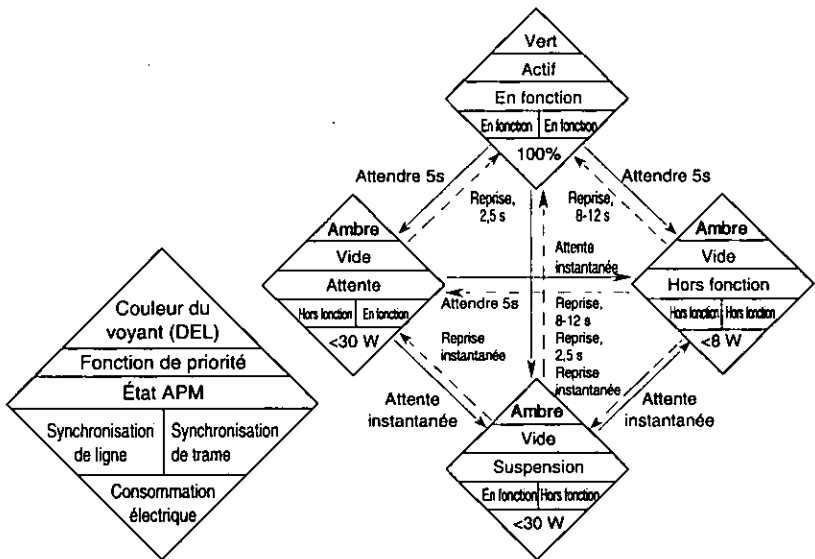 Vert
Actif
En fonction
En fonction En fonction
100%
Attendre 5s
Reprise,
2,5 s
Reprise,
8-12 s
Attendre 5s
Ambre
Vide
Attente
Hors fonction En fonction
<30 W
Attente
instantanée
Ambre
Vide
Hors fonction
Hors fonction Hors fonction
<8 W
Attendre 5s
Reprise
instantanée
Reprise,
8-12 s
Reprise,
2,5 s
Reprise
instantanée
Attente
instantanée
Attente
instantanée
Ambre
Vide
Suspension
En fonction Hors fonction
<30 W
Couleur du
voyant (DEL)
Fonction de priorité
État APM
Synchronisation
de ligne
Synchronisation
de trame
Consommation
électrique